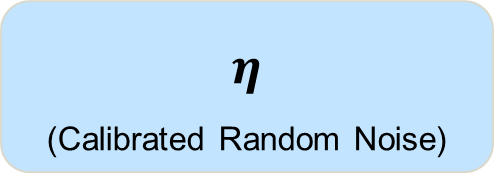 η
(Calibrated Random Noise)